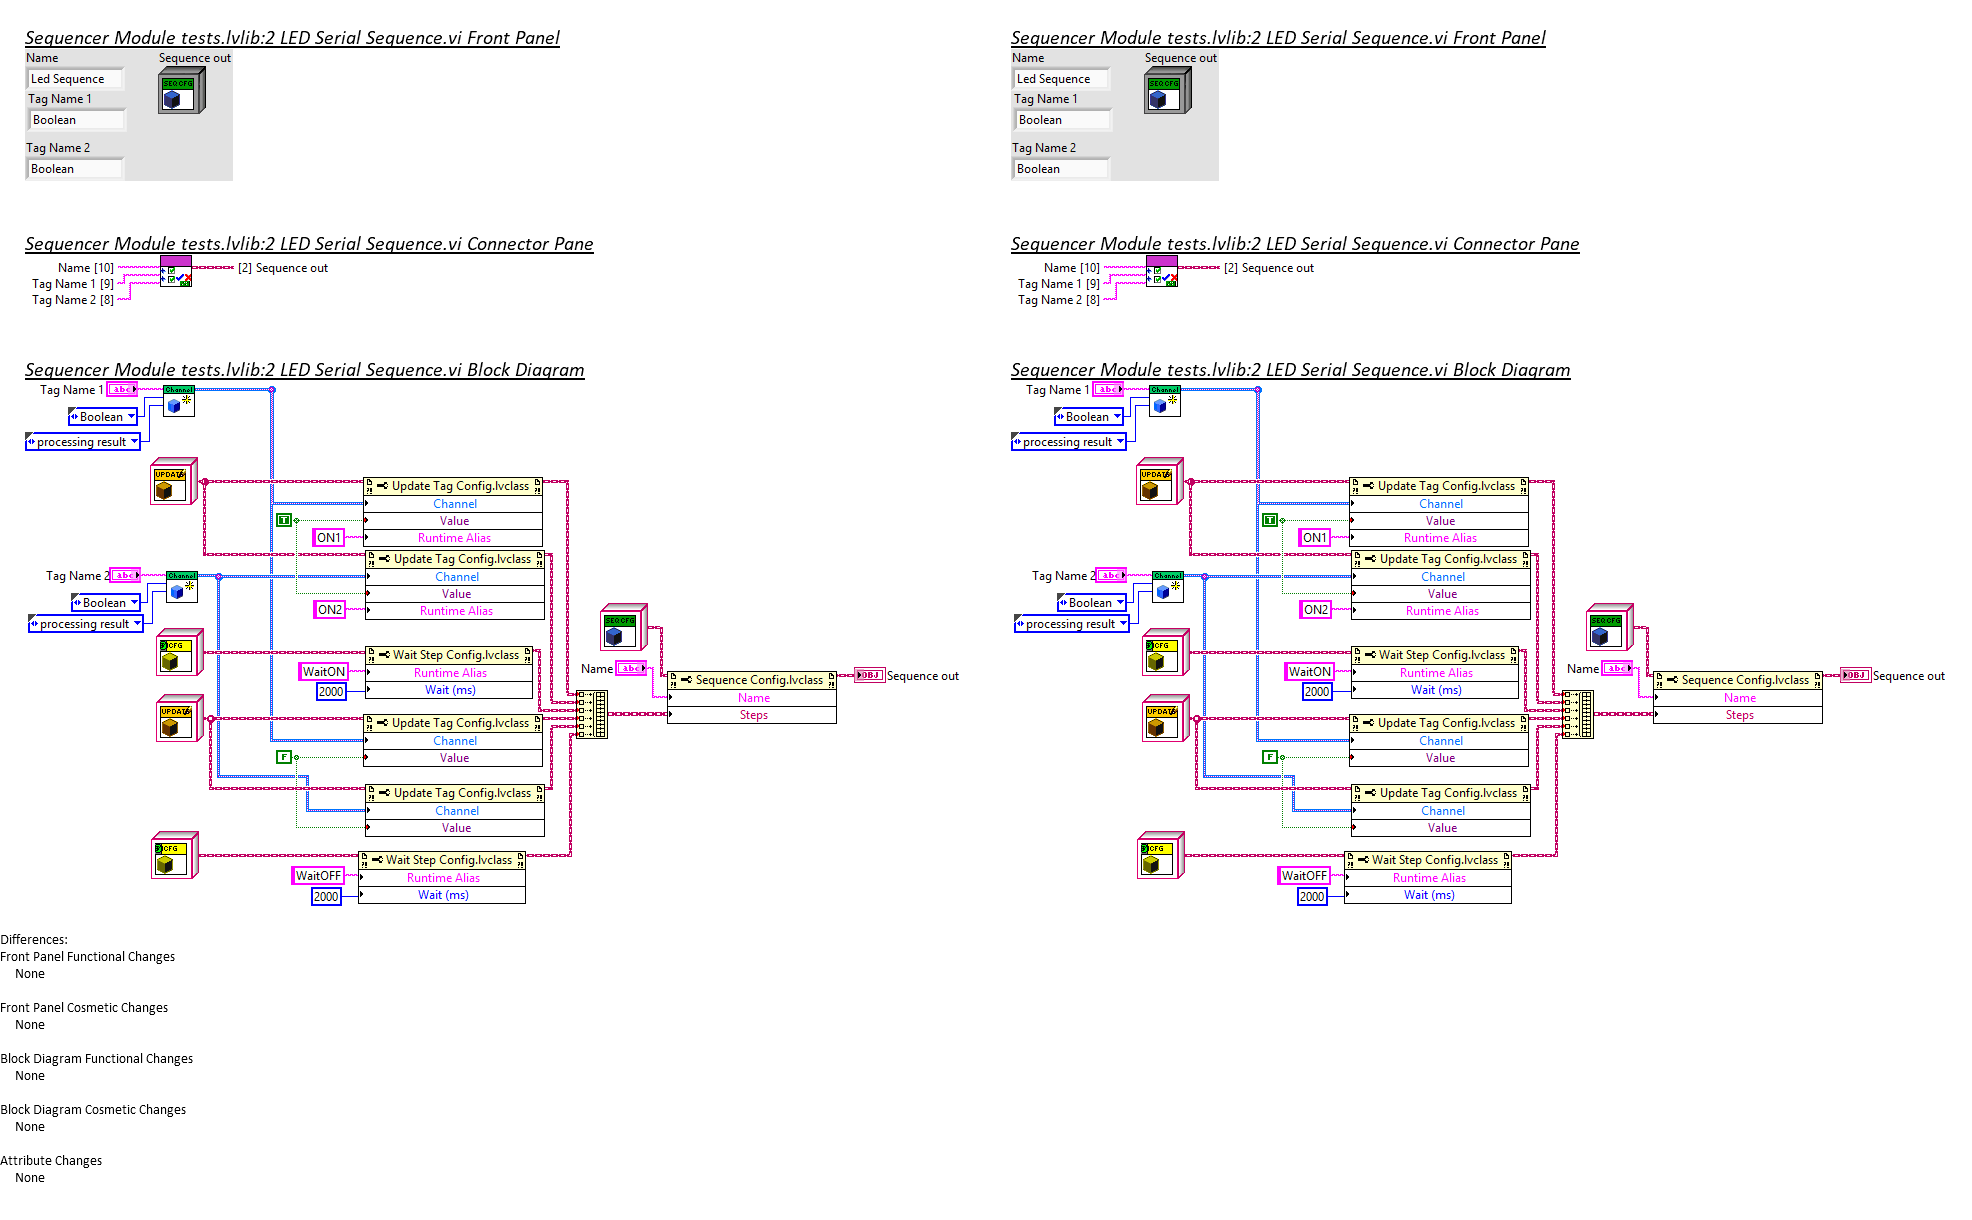 Sequencer Module tests.lvlib:2 LED Serial Sequence.vi Front Panel
Name Sequence out
Led Sequence SEQ CFG
Tag Name 1
Boolean
Tag Name 2
Boolean
Sequencer Module tests.lvlib:2 LED Serial Sequence.vi Connector Pane
Name [10] [2] Sequence out
Tag Name 1 [9]
Tag Name 2 [8]
Sequencer Module tests.lvlib:2 LED Serial Sequence.vi Block Diagram
Tag Name 1 abc Channel
Boolean
processing result
UPDATE
Update Tag Config.lvclass
Channel
T Value
ON1 Runtime Alias
Update Tag Config.lvclass
Tag Name 2 abc Channel Channel
Boolean Value
ON2 Runtime Alias
processing result
SEQ CFG
CFG Wait Step Config.lvclass
WaitON Runtime Alias
2000 Wait (ms)
Name abc
Sequence Config.lvclass OBJ Sequence out
Name
Steps
UPDATE Update Tag Config.lvclass
Channel
F Value
Update Tag Config.lvclass
Channel
Value
CFG Wait Step Config.lvclass
WaitOFF Runtime Alias
2000 Wait (ms)
Sequencer Module tests.lvlib:2 LED Serial Sequence.vi Front Panel
Name Sequence out
Led Sequence SEQ CFG
Tag Name 1
Boolean
Tag Name 2
Boolean
Sequencer Module tests.lvlib:2 LED Serial Sequence.vi Connector Pane
Name [10] [2] Sequence out
Tag Name 1 [9]
Tag Name 2 [8]
Sequencer Module tests.lvlib:2 LED Serial Sequence.vi Block Diagram
Tag Name 1 abc Channel
Boolean
processing result
UPDATE
Update Tag Config.lvclass
Channel
T Value
ON1 Runtime Alias
Update Tag Config.lvclass
Tag Name 2 abc Channel Channel
Boolean Value
ON2 Runtime Alias
processing result
SEQ CFG
CFG Wait Step Config.lvclass
WaitON Runtime Alias
2000 Wait (ms)
Name abc
Sequence Config.lvclass OBJ Sequence out
Name
Steps
UPDATE Update Tag Config.lvclass
Channel
F Value
Update Tag Config.lvclass
Channel
Value
CFG Wait Step Config.lvclass
WaitOFF Runtime Alias
2000 Wait (ms)
Differences:
Front Panel Functional Changes
None
Front Panel Cosmetic Changes
None
Block Diagram Functional Changes
None
Block Diagram Cosmetic Changes
None
Attribute Changes
None